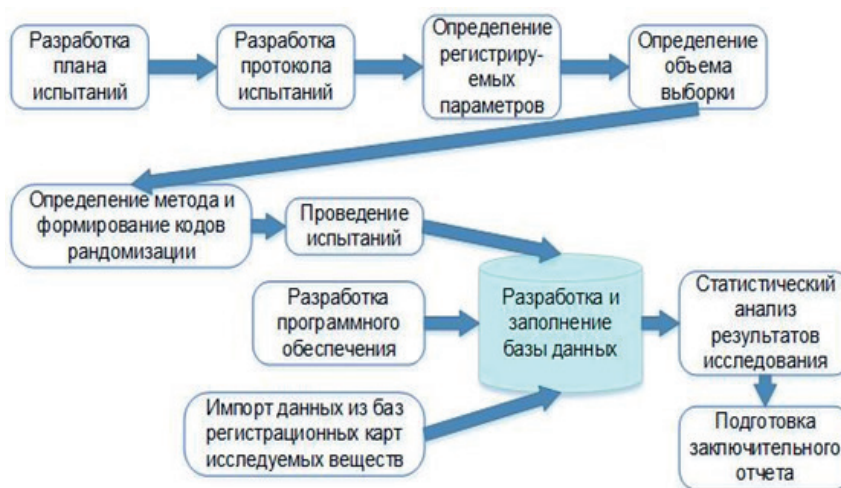 Разработка
плана
испытаний
Разработка
протокола
испытаний
Определение
регистриру-
емых
параметров
Определение
объема
выборки
Определение метода и
формирование кодов
рандомизации
Проведение
испытаний
Разработка
программного
обеспечения
Импорт данных из баз
регистрационных карт
исследуемых веществ
Разработка и
заполнение
базы данных
Статистический
анализ
результатов
исследования
Подготовка
заключительного
отчета